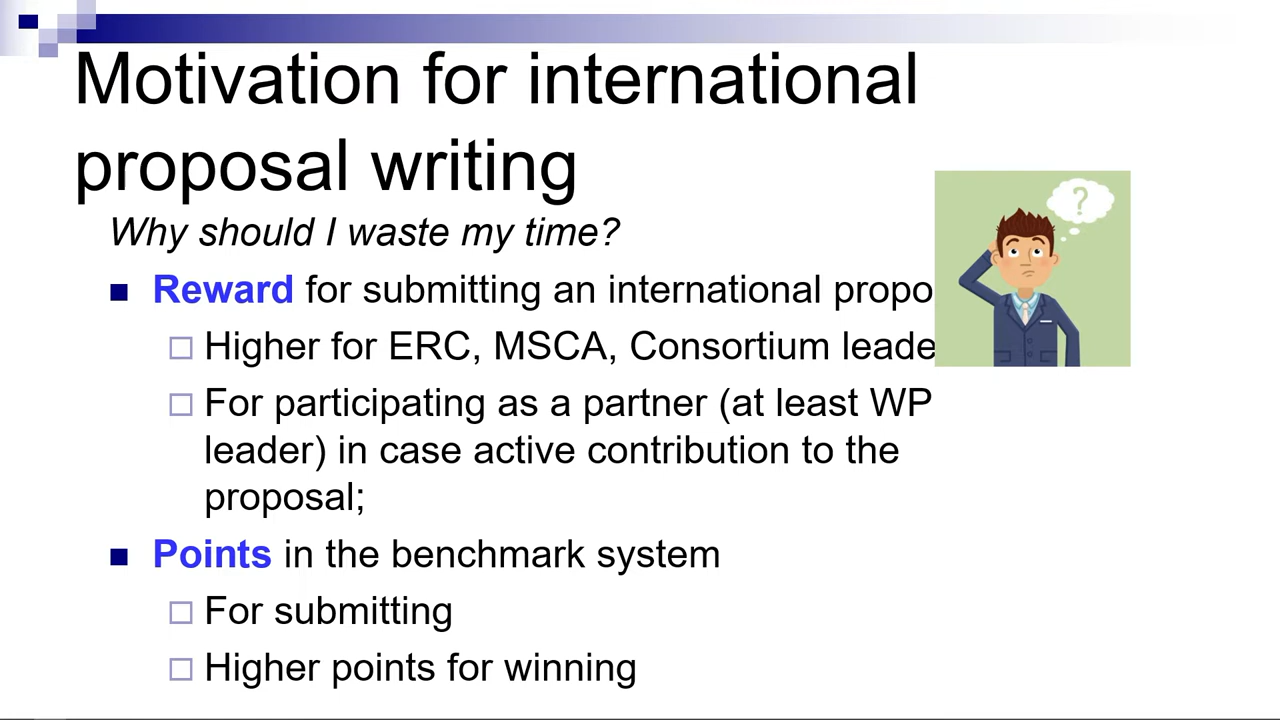 Motivation for international
proposal writing
Why should I waste my time?
Reward for submitting an international propo
Higher for ERC, MSCA, Consortium leade
For participating as a partner (at least WP
leader) in case active contribution to the
proposal;
Points in the benchmark system
For submitting
Higher points for winning
?